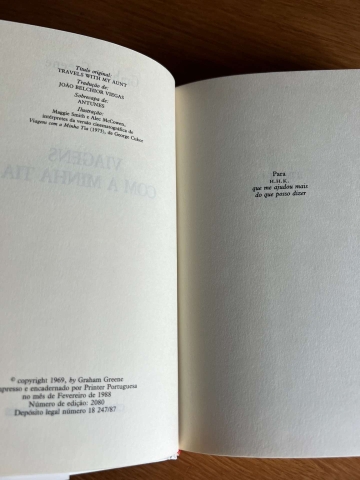 Título original:
TRAVELS WITH MY AUNT
Tradução de:
JOÃO BELCHIOR VIEGAS
Sobrecapa de:
ANTUNES
Ilustração:
Maggie Smith e Alec McCowen,
intérpretes da versão cinematográfica de
Viagens com a Minha Tia (1973), de George Cukor
VIAGENS
COM A MINHA TIA
© copyright 1969, by Graham Greene
presso e encadernado por Printer Portuguesa
no mês de Fevereiro de 1988
Número de edição: 2080
Depósito legal número 18 247/87
Para
H.H.K.,
que me ajudou mais
do que posso dizer